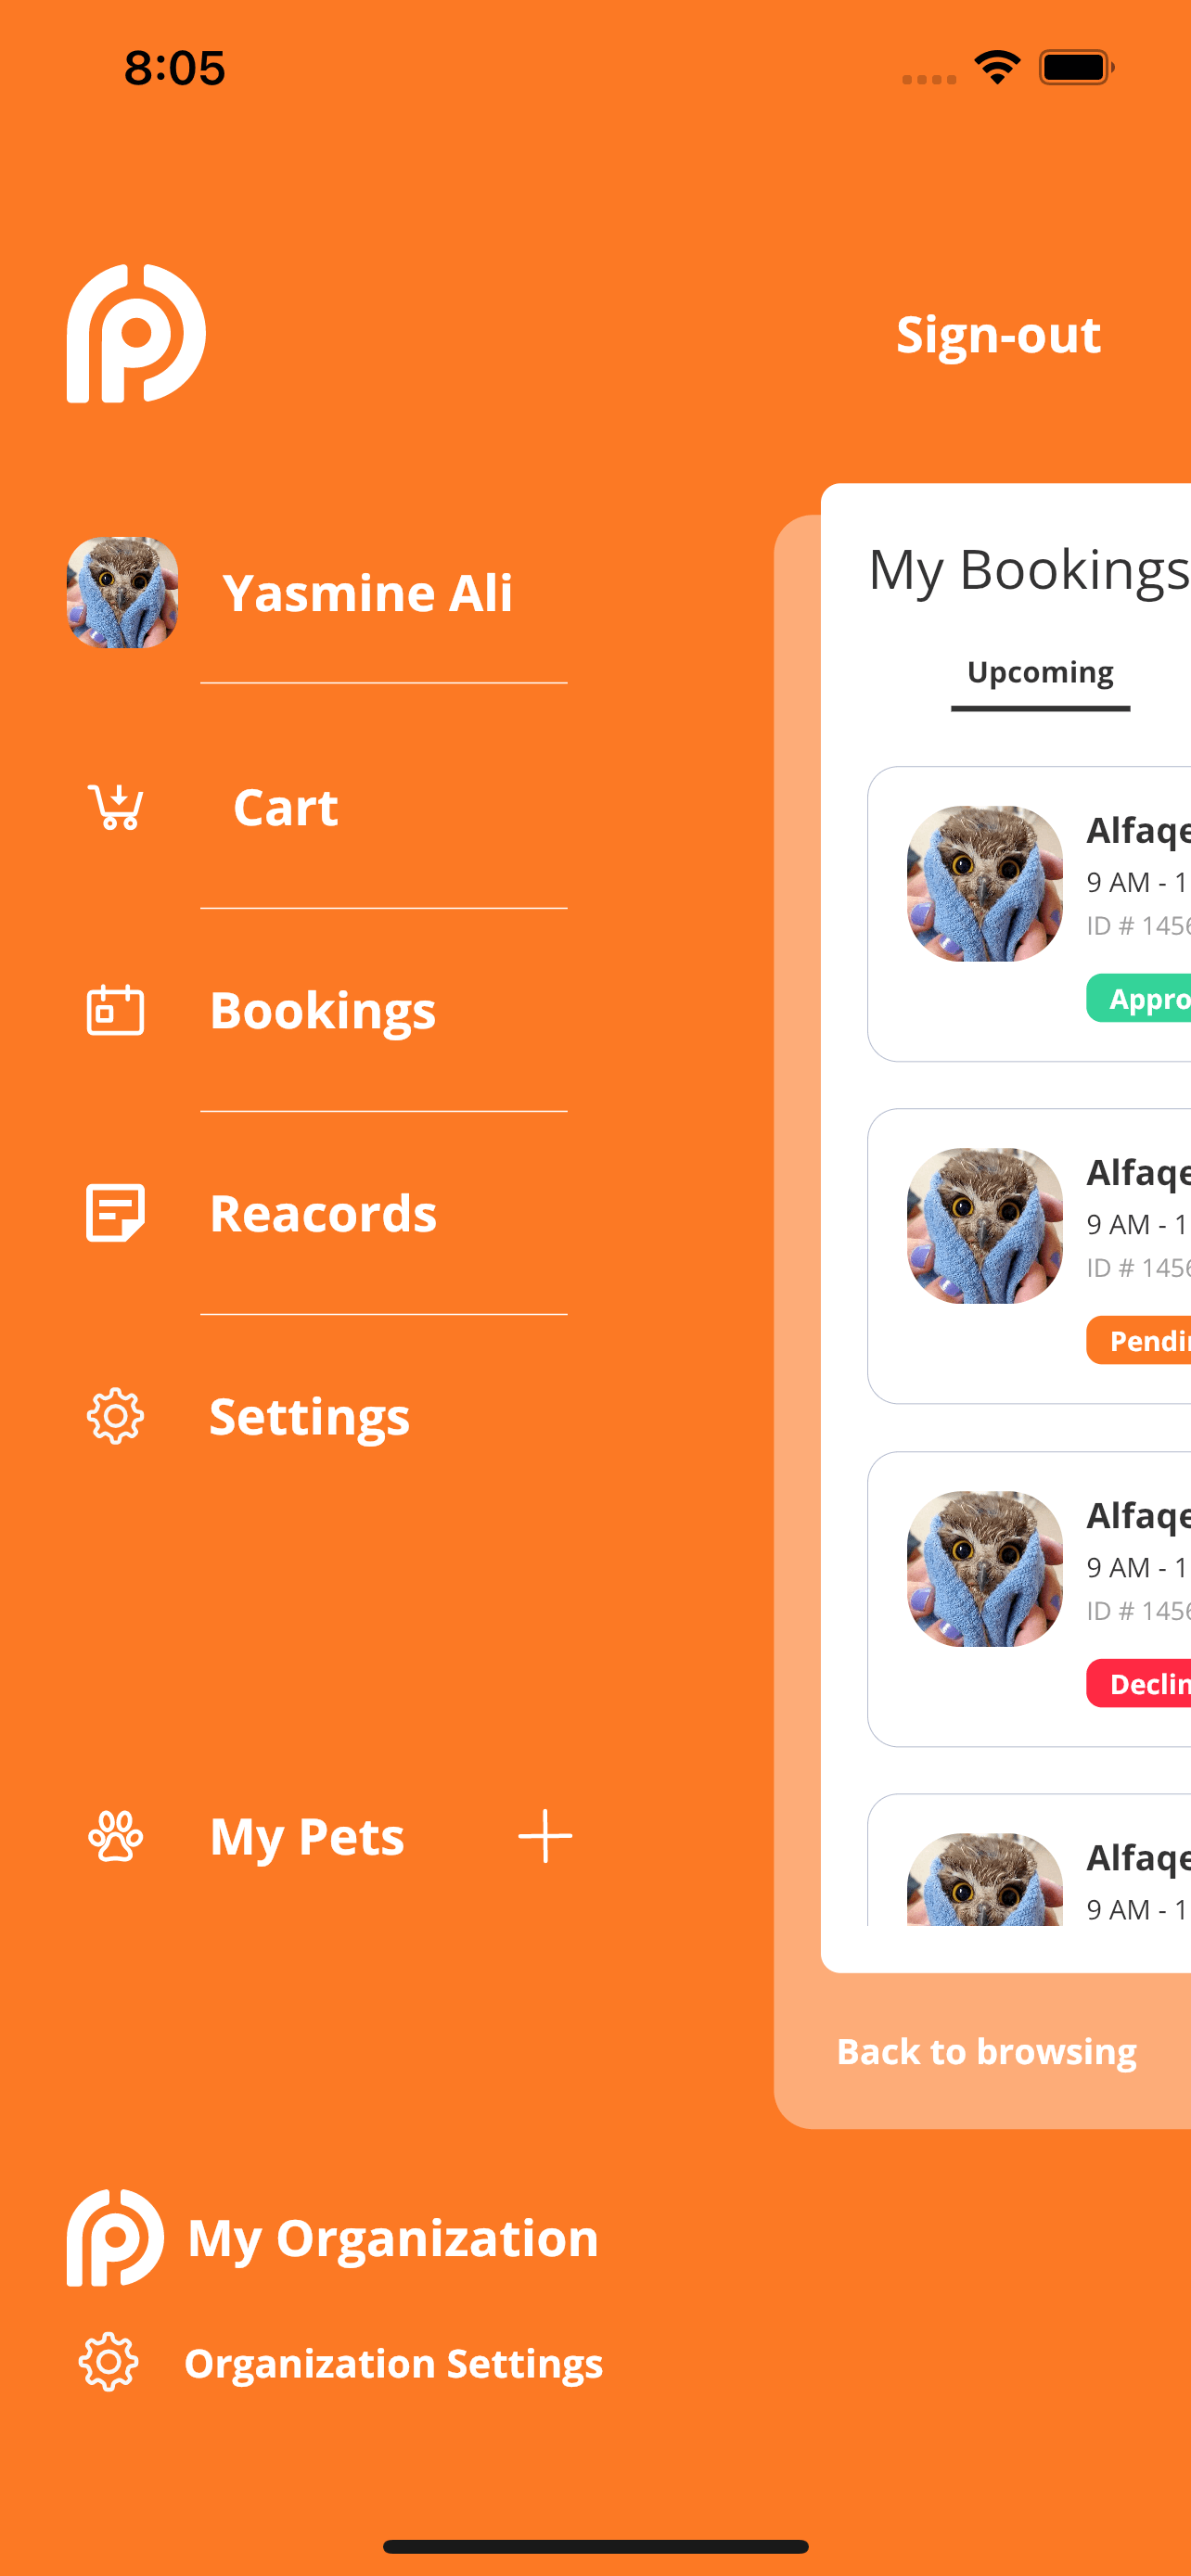 8:05
Sign-out
Yasmine Ali
Cart
Bookings
Reacords
Settings
My Pets
My Organization
Organization Settings
My Bookings
Upcoming
Alfaqe
9 AM - 1
ID # 1456
Appro
Alfaqe
9 AM - 1
ID # 1456
Pendi
Alfaqe
9 AM - 1
ID # 1456
Declin
Alfaqe
9 AM - 1
Back to browsing